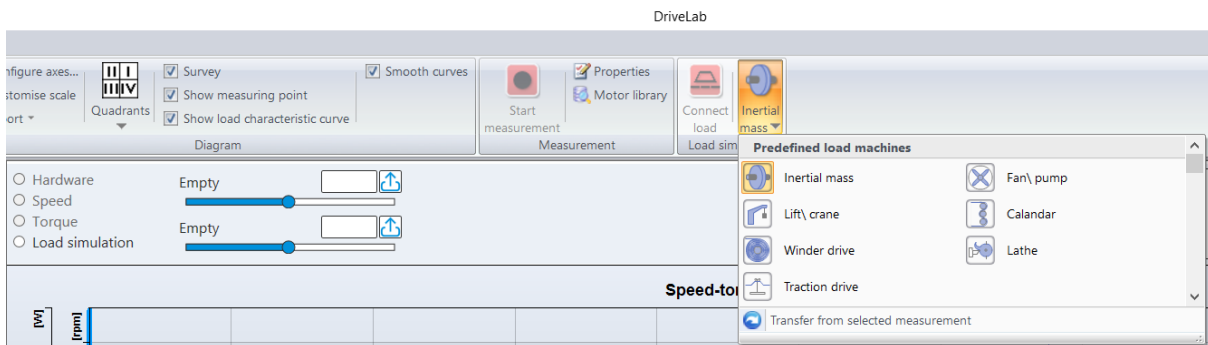 DriveLab
nfigure axes...
Survey
Smooth curves
Properties
stomise scale
Show measuring point
Motor library
ort
Quadrants
Show load characteristic curve
Start
measurement
Connect
load
Inertial
mass
Diagram
Measurement
Load sim
Predefined load machines
Inertial mass
Fan\ pump
Lift\ crane
Calandar
Winder drive
Lathe
Traction drive
Transfer from selected measurement
Hardware
Speed
Torque
Load simulation
Empty
Empty
Speed-tor
[W]
[rpm]
II I
III IV